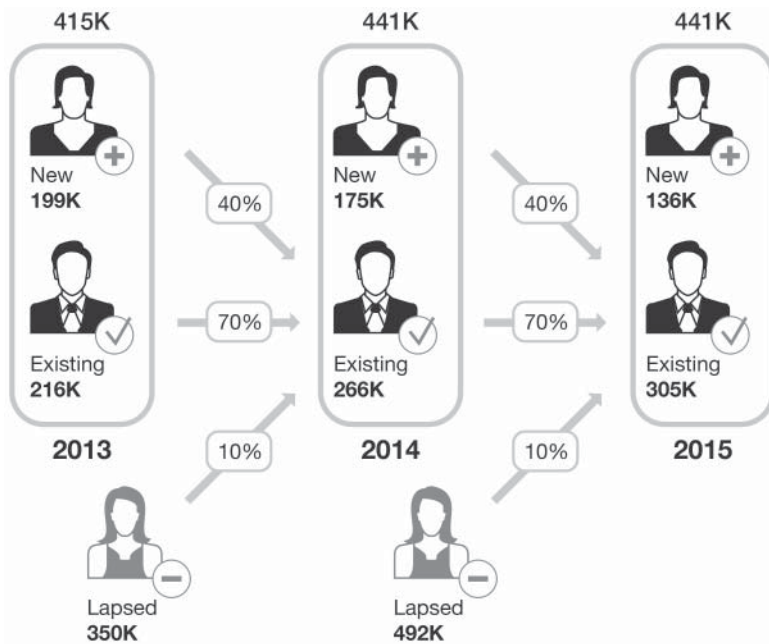 415K
441K
441K
New
199K
40%
New
175K
40%
New
136K
70%
70%
Existing
216K
Existing
266K
Existing
305K
2013
10%
2014
10%
2015
Lapsed
350K
Lapsed
492K